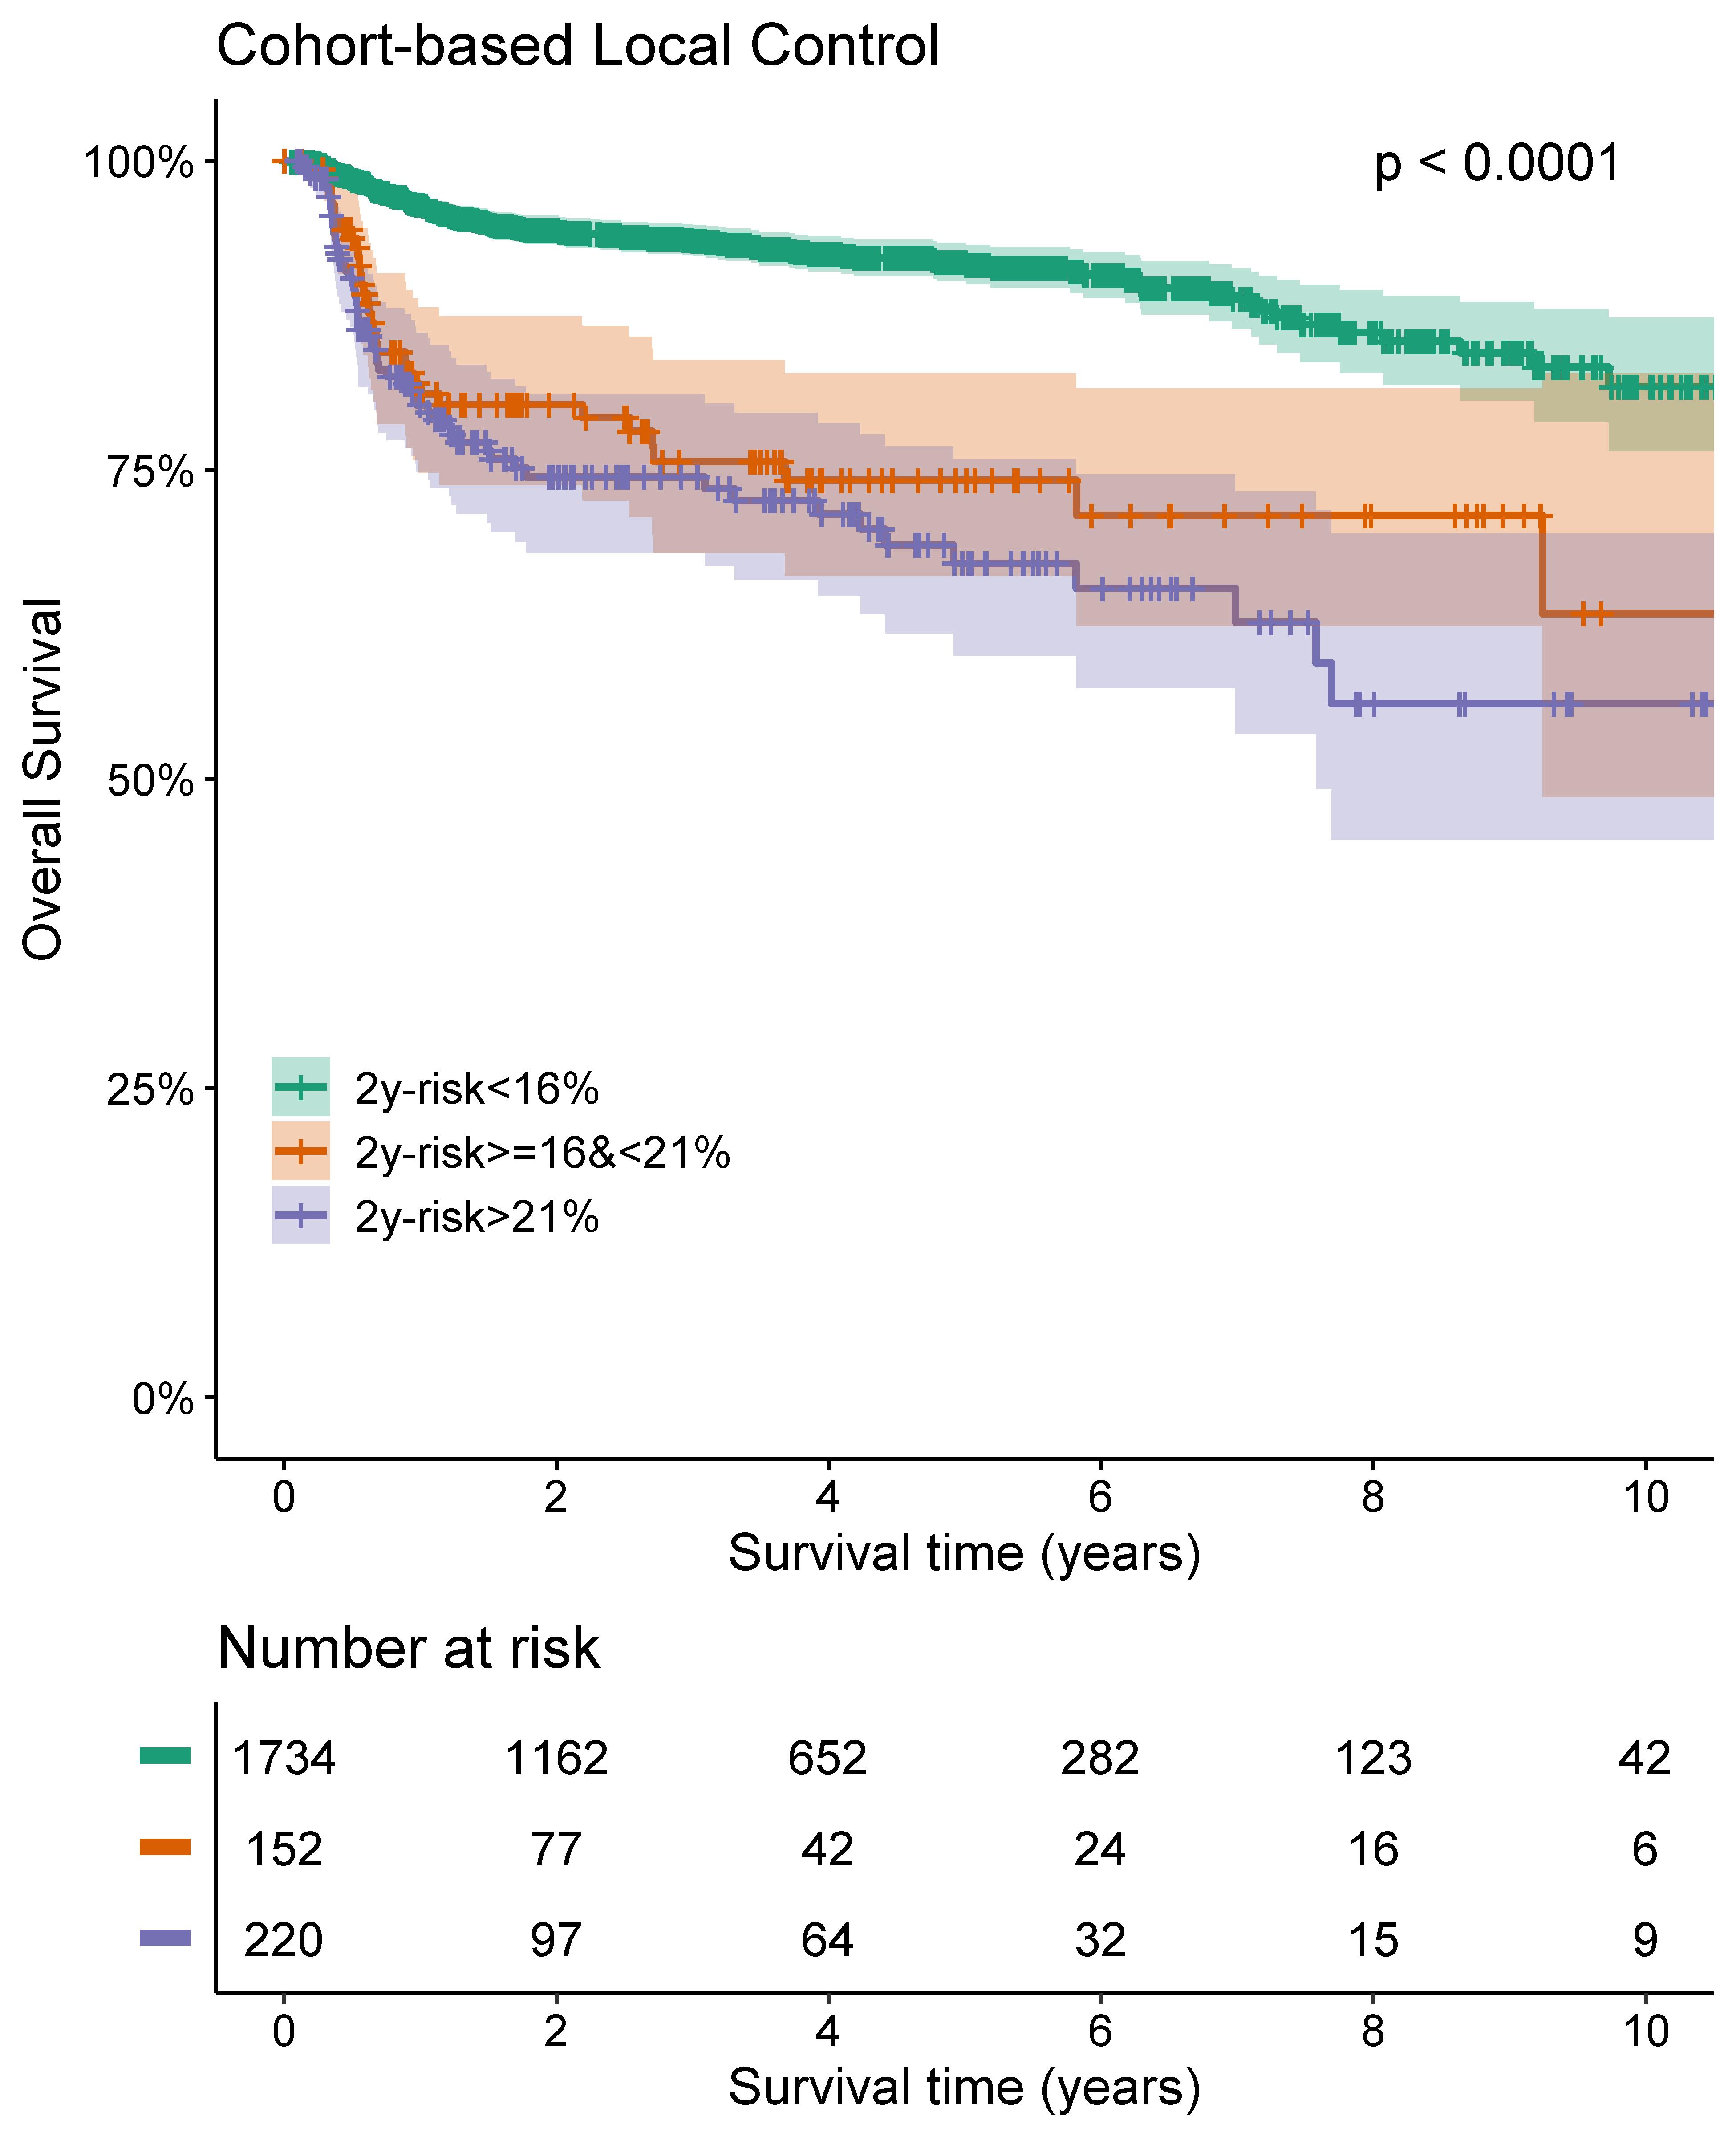 Cohort-based Local Control
p < 0.0001
100%
75%
50%
25%
0%
Overall Survival
2y-risk<16%
2y-risk>=16&<21%
2y-risk>21%
0 2 4 6 8 10
Survival time (years)
Number at risk
1734 1162 652 282 123 42
152 77 42 24 16 6
220 97 64 32 15 9
0 2 4 6 8 10
Survival time (years)